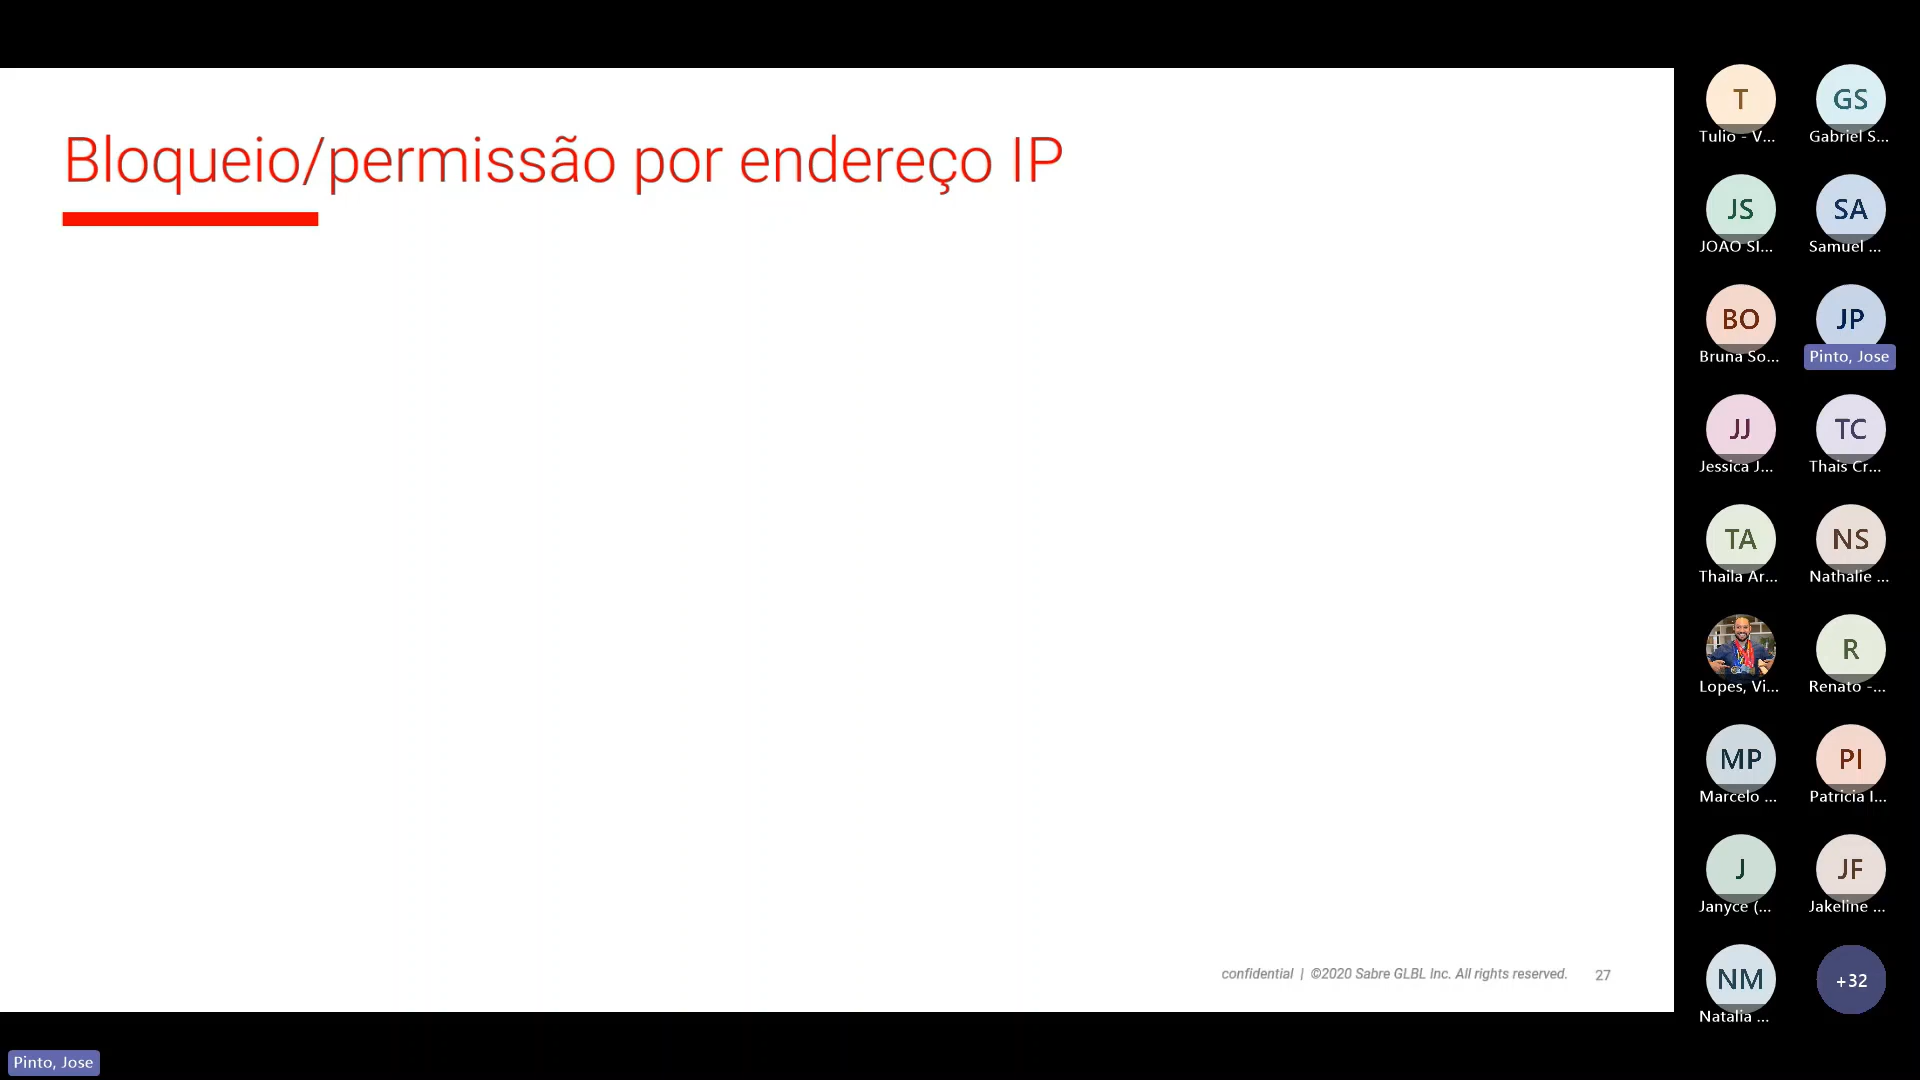 Bloqueio/permissão por endereço IP
confidential | ©2020 Sabre GLBL Inc. All rights reserved. 27
T GS
Tulio - V... Gabriel S...
JS SA
JOAO SI... Samuel ...
BO JP
Bruna So... Pinto, Jose
JJ TC
Jessica J... Thais Cr...
TA NS
Thaila Ar... Nathalie ...
R
Lopes, Vi... Renato -...
MP PI
Marcelo ... Patricia I...
J JF
Janyce (... Jakeline ...
NM +32
Natalia ...
Pinto, Jose